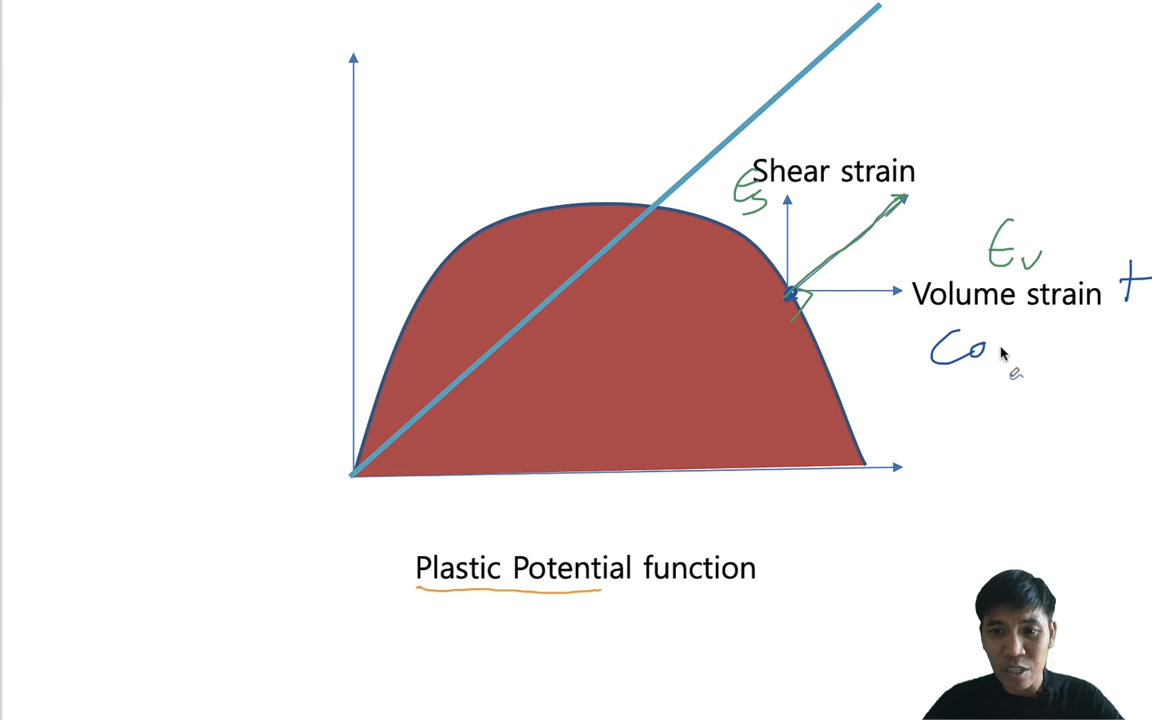 Shear strain
εs
εv
Volume strain +
Co
Plastic Potential function